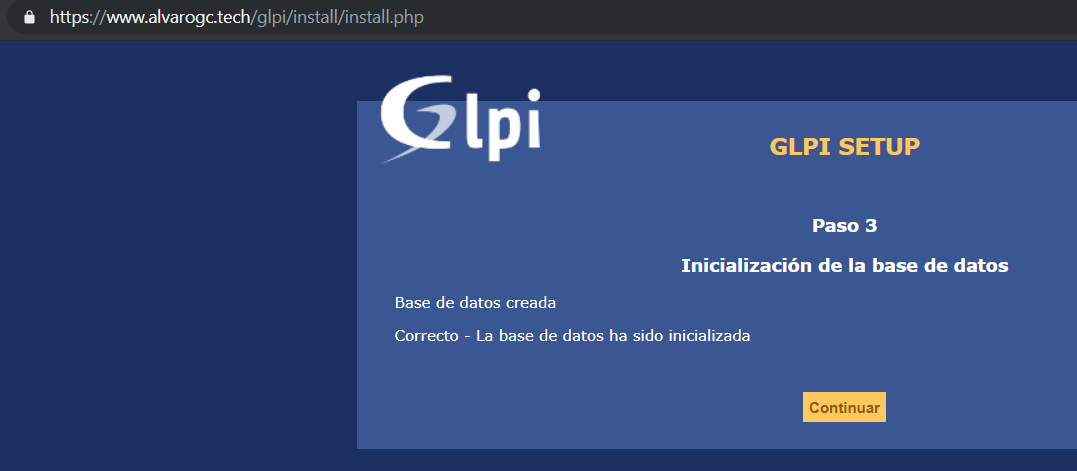 https://www.alvarogc.tech/glpi/install/install.php
Glpi
GLPI SETUP
Paso 3
Inicialización de la base de datos
Base de datos creada
Correcto - La base de datos ha sido inicializada
Continuar